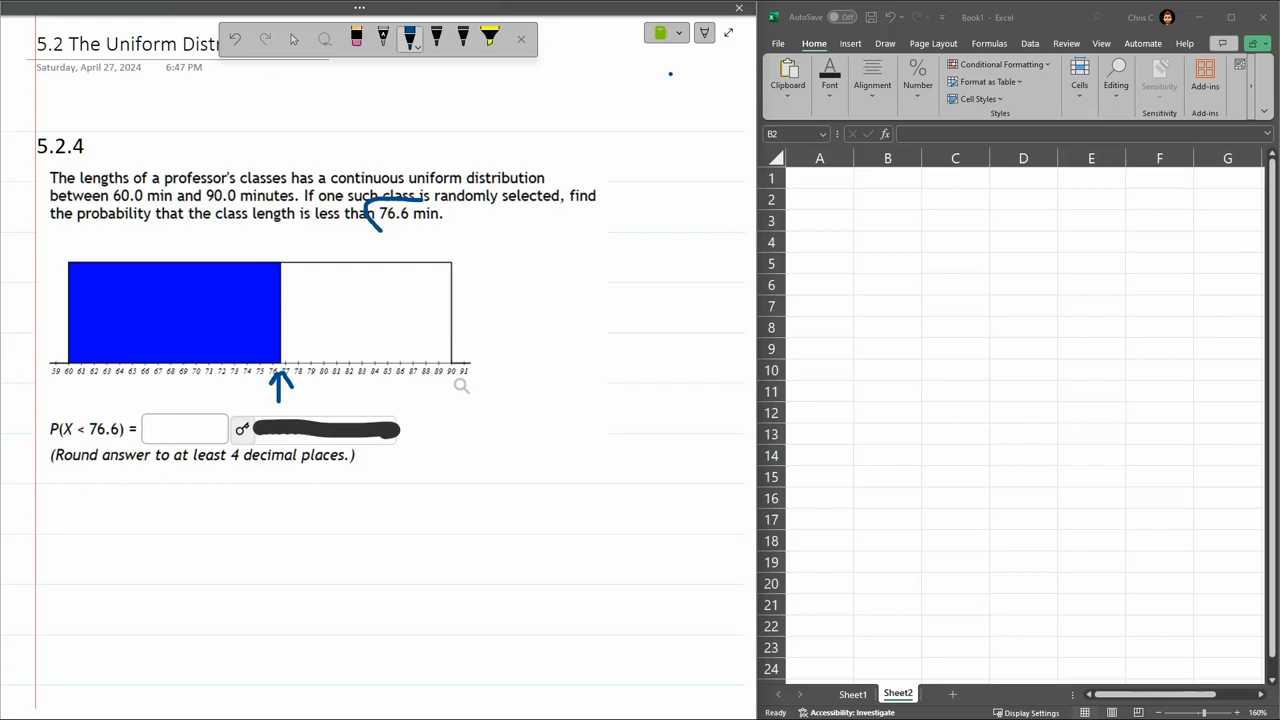 5.2 The Uniform Distr
Saturday, April 27, 2024 6:47 PM
5.2.4
The lengths of a professor's classes has a continuous uniform distribution
between 60.0 min and 90.0 minutes. If one such class is randomly selected, find
the probability that the class length is less than 76.6 min.
59 60 61 62 63 64 65 66 67 68 69 70 71 72 73 74 75 76 77 78 79 80 81 82 83 84 85 86 87 88 89 90 91
P(X < 76.6) =
(Round answer to at least 4 decimal places.)
AutoSave Off Book1 - Excel Chris C
File Home Insert Draw Page Layout Formulas Data Review View Automate Help
Clipboard Font Alignment Number Conditional Formatting Format as Table Cell Styles Styles Cells Editing Sensitivity Sensitivity Add-ins Add-ins
B2 fx
A B C D E F G
1
2
3
4
5
6
7
8
9
10
11
12
13
14
15
16
17
18
19
20
21
22
23
24
Sheet1 Sheet2
Ready Accessibility: Investigate Display Settings 160%